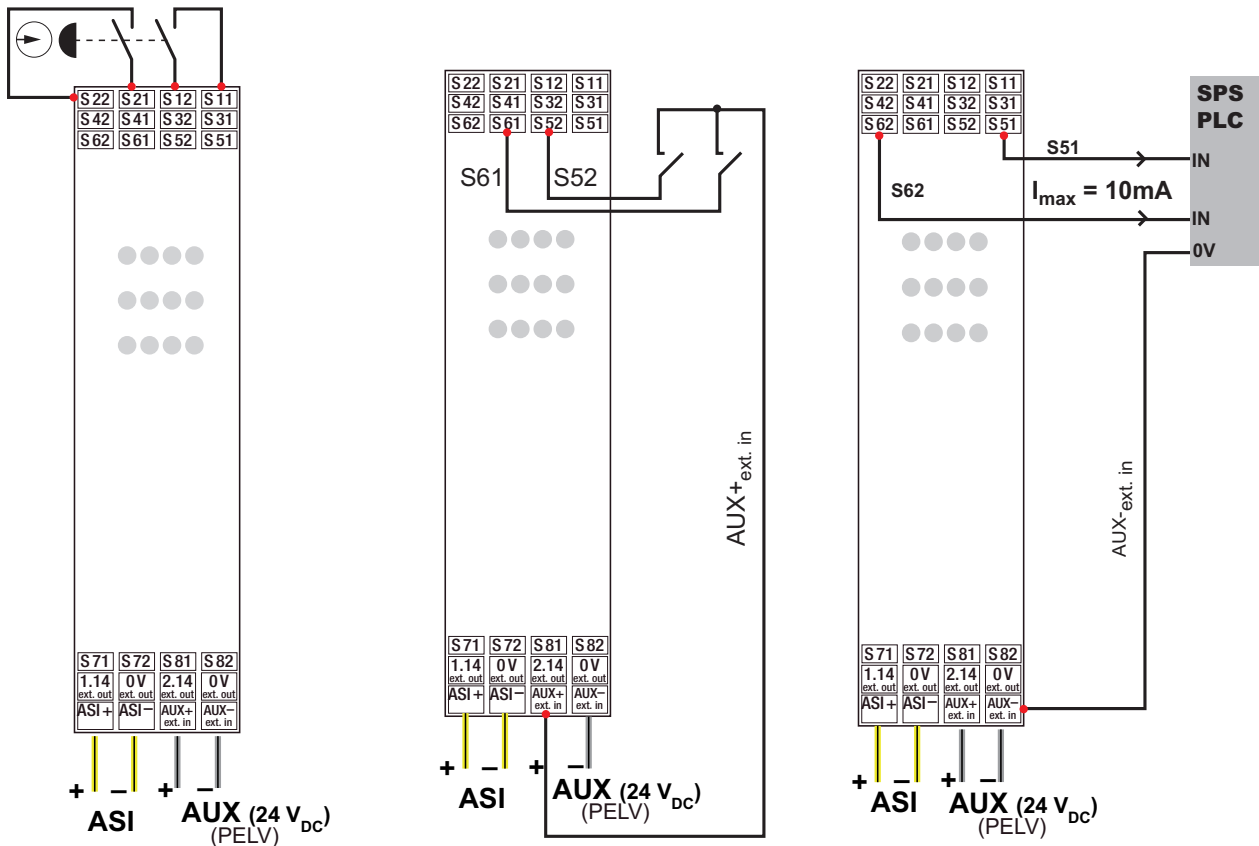 S22 S21 S12 S11
S42 S41 S32 S31
S62 S61 S52 S51
S71 S72 S81 S82
1.14 ext. out 0V ext. out 2.14 ext. out 0V ext. out
ASI+ ASI− AUX+ ext. in AUX− ext. in
+ − + −
ASI AUX (24 VDC)
(PELV)
S22 S21 S12 S11
S42 S41 S32 S31
S62 S61 S52 S51
S61 S52
AUX+ext. in
S71 S72 S81 S82
1.14 ext. out 0V ext. out 2.14 ext. out 0V ext. out
ASI+ ASI− AUX+ ext. in AUX− ext. in
+ − + −
ASI AUX (24 VDC)
(PELV)
S22 S21 S12 S11
S42 S41 S32 S31
S62 S61 S52 S51
SPS
PLC
S51
IN
S62 Imax = 10mA
IN
0V
AUX-ext. in
S71 S72 S81 S82
1.14 ext. out 0V ext. out 2.14 ext. out 0V ext. out
ASI+ ASI− AUX+ ext. in AUX− ext. in
+ − + −
ASI AUX (24 VDC)
(PELV)